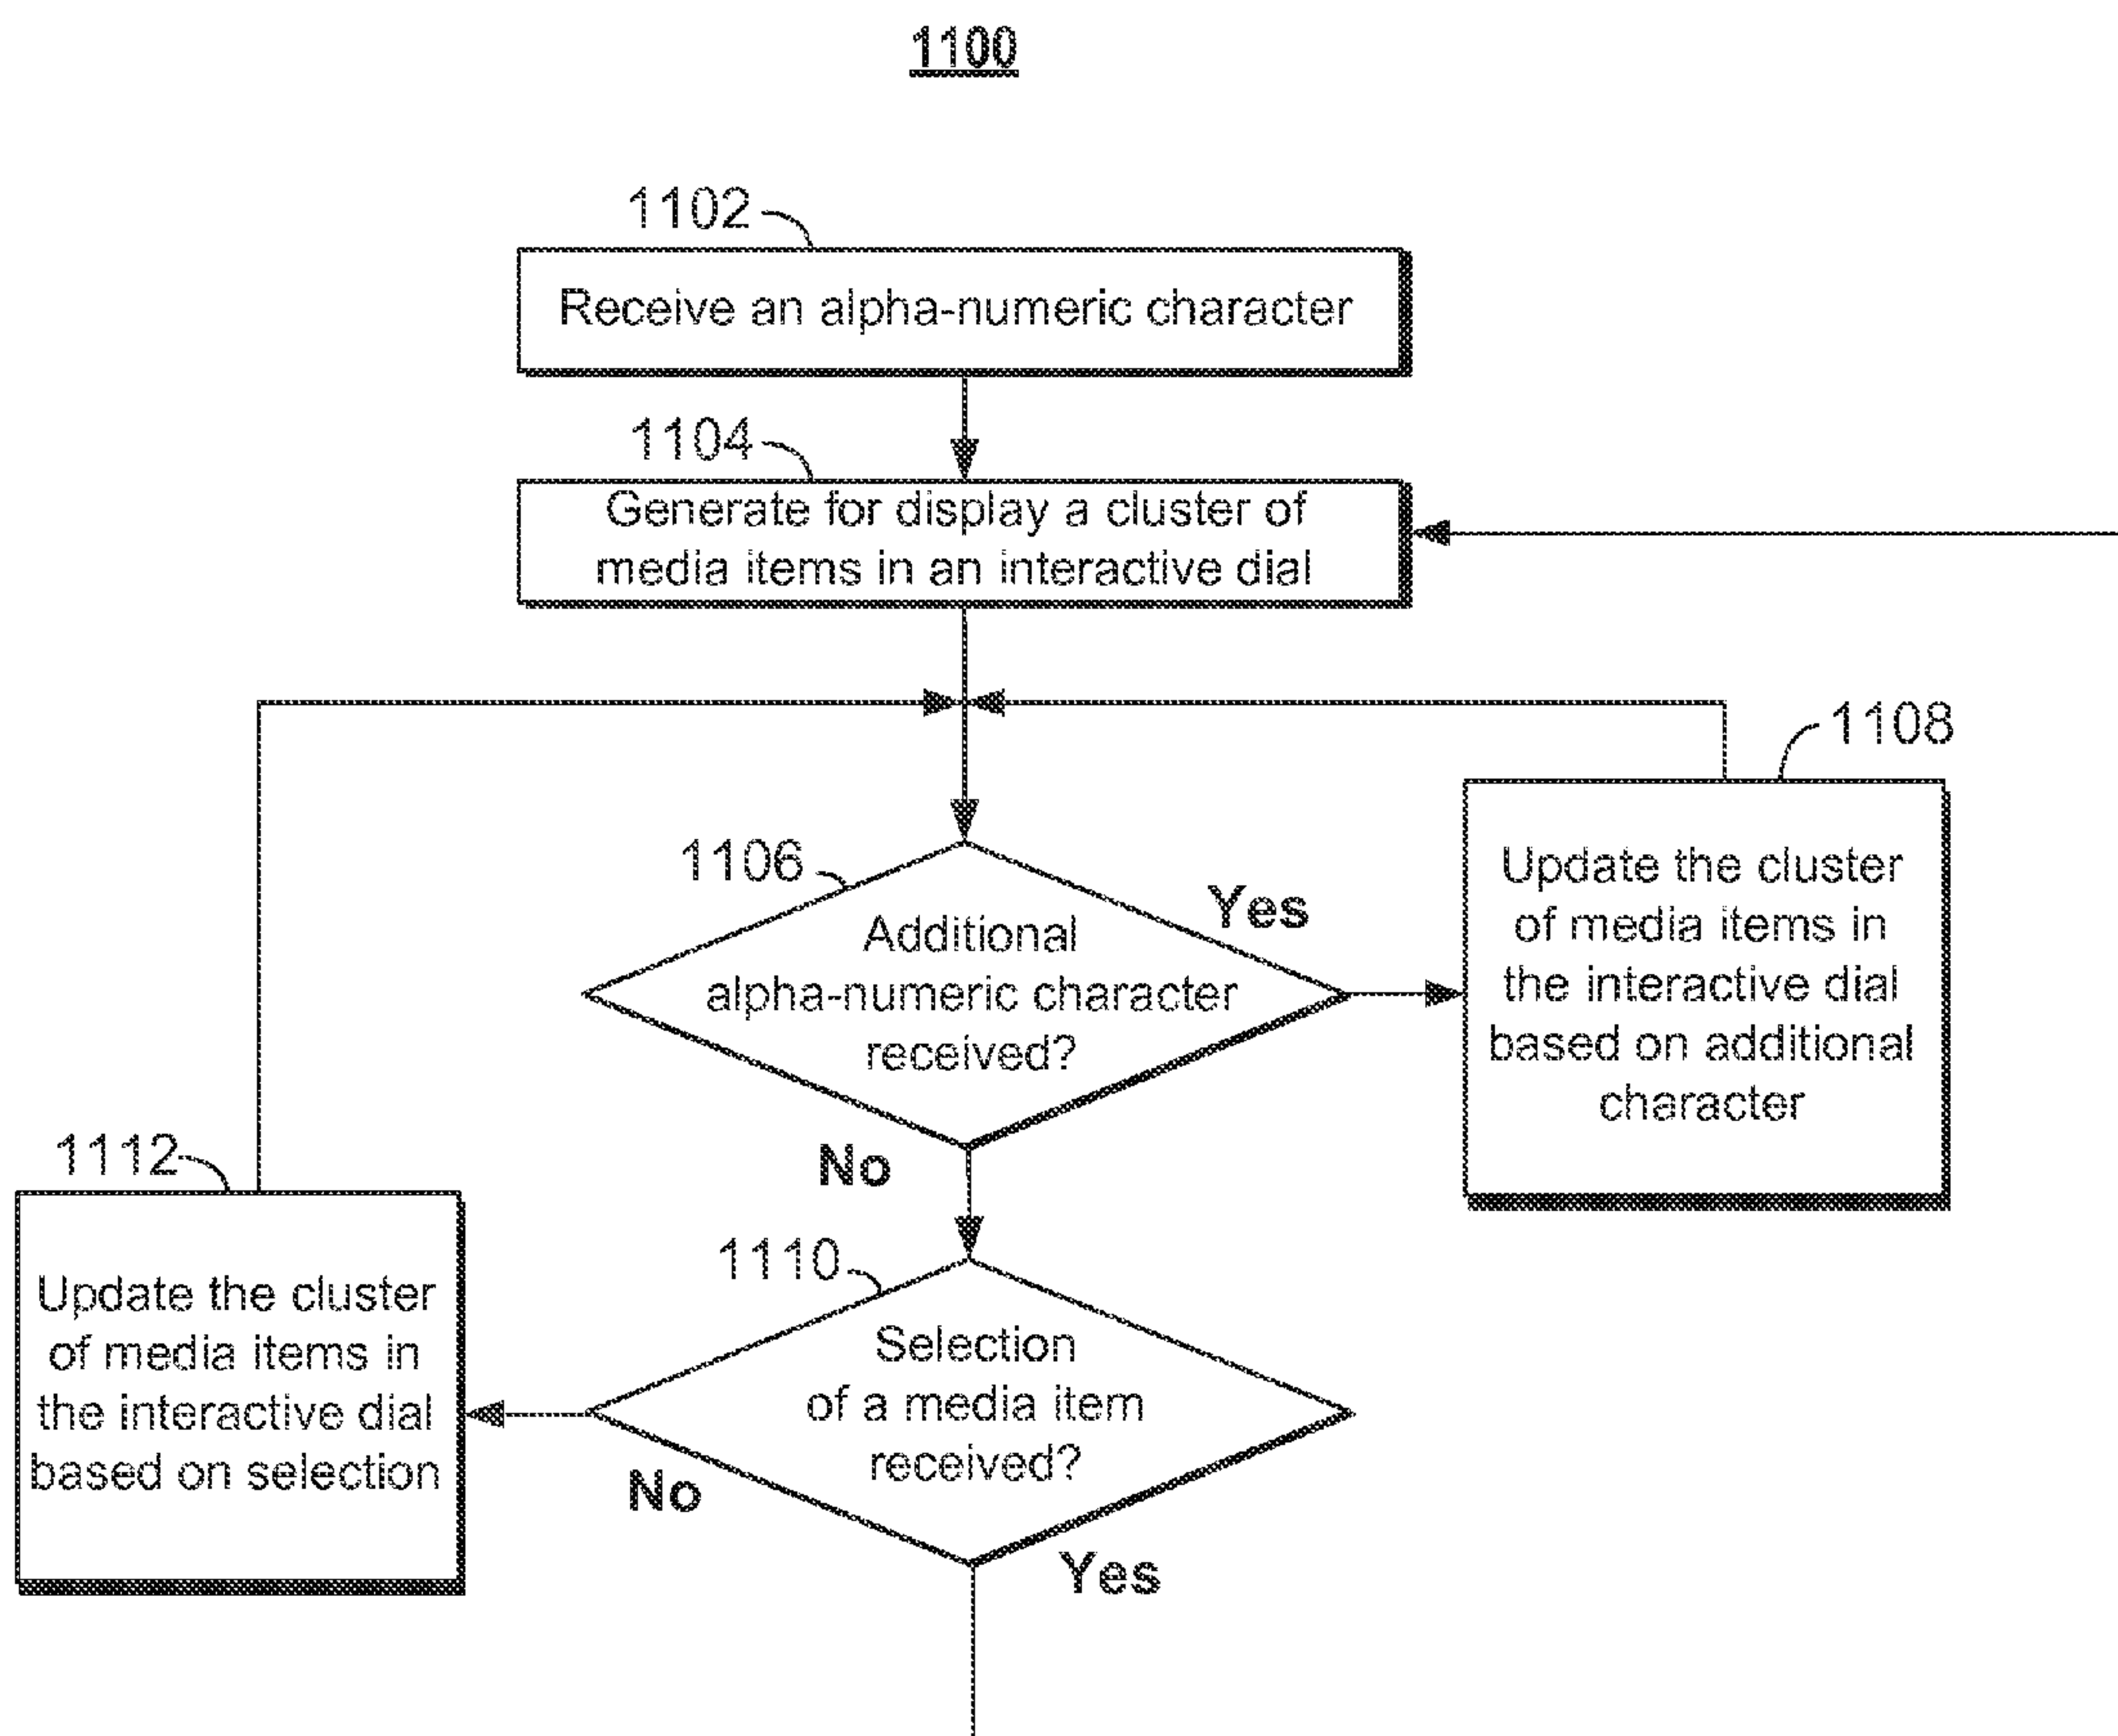 1100
1102
Receive an alpha-numeric character
1104
Generate for display a cluster of
media items in an interactive dial
1106
Additional
alpha-numeric character
received?
Yes
No
1108
Update the cluster
of media items in
the interactive dial
based on additional
character
1110
Selection
of a media item
received?
No
Yes
1112
Update the cluster
of media items in
the interactive dial
based on selection